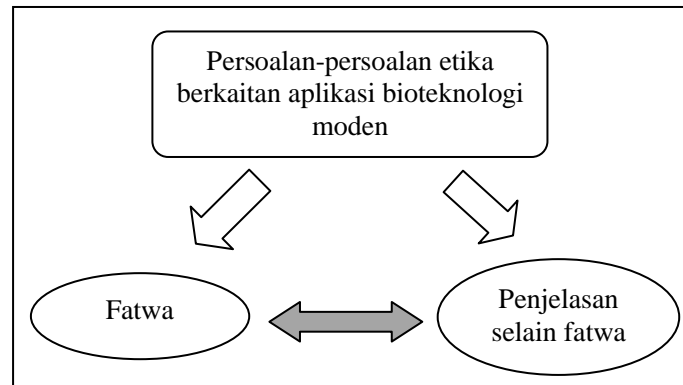 Persoalan-persoalan etika
berkaitan aplikasi bioteknologi
moden
Fatwa
Penjelasan
selain fatwa